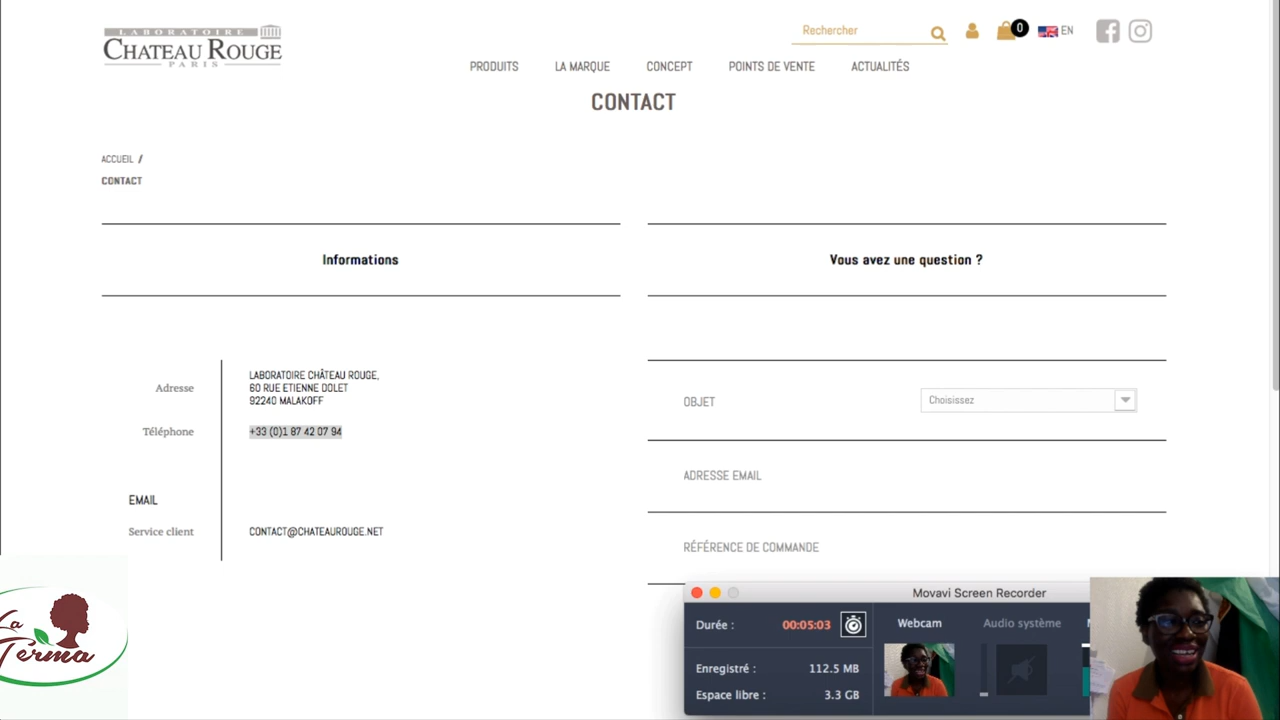 LABORATOIRE
CHATEAU ROUGE
PARIS
Rechercher
0
EN
PRODUITS
LA MARQUE
CONCEPT
POINTS DE VENTE
ACTUALITÉS
CONTACT
ACCUEIL /
CONTACT
Informations
Adresse
LABORATOIRE CHÂTEAU ROUGE,
60 RUE ETIENNE DOLET
92240 MALAKOFF
Téléphone
+33 (0)1 87 42 07 94
EMAIL
Service client
CONTACT@CHATEAUROUGE.NET
Vous avez une question ?
OBJET
Choisissez
ADRESSE EMAIL
RÉFÉRENCE DE COMMANDE
La
Terma
Movavi Screen Recorder
Durée :
00:05:03
Enregistré :
112.5 MB
Espace libre :
3.3 GB
Webcam
Audio système